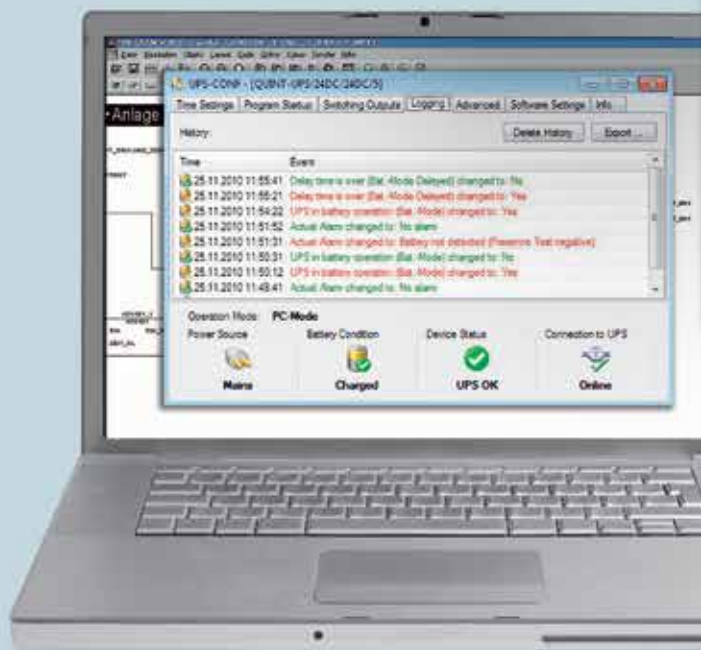 Anlage
UPS-CONF - [QUINT-UPS/24DC/24DC/5]
Time Settings Program Startup Switching Outputs Logging Advanced Software Settings Info
History: Delete History Export ...
Time Event
25.11.2010 11:55:41 Delay time is over (Bat.-Mode Delayed) changed to: No
25.11.2010 11:55:21 Delay time is over (Bat.-Mode Delayed) changed to: Yes
25.11.2010 11:54:22 UPS in battery operation (Bat.-Mode) changed to: Yes
25.11.2010 11:51:52 Actual Alarm changed to: No alarm
25.11.2010 11:51:31 Actual Alarm changed to: Battery not detected (Presence Test negative)
25.11.2010 11:50:31 UPS in battery operation (Bat.-Mode) changed to: No
25.11.2010 11:50:12 UPS in battery operation (Bat.-Mode) changed to: Yes
25.11.2010 11:49:41 Actual Alarm changed to: No alarm
Operation Mode: PC-Mode
Power Source Battery Condition Device Status Connection to UPS
Mains Charged UPS OK Online